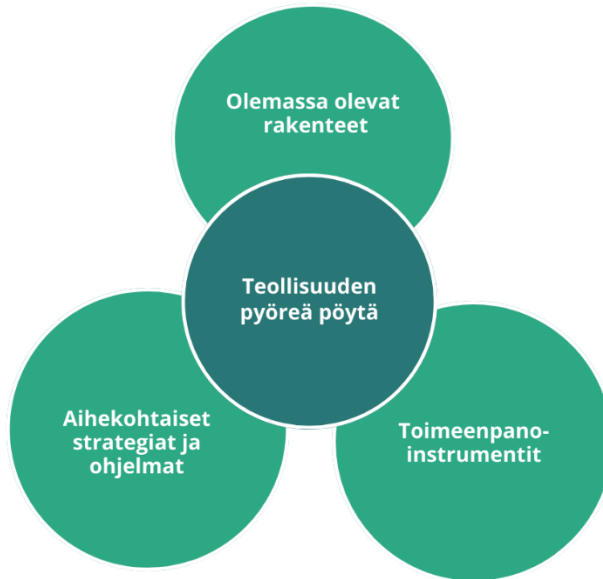 Olemassa olevat
rakenteet
Teollisuuden
pyöreä pöytä
Aihekohtaiset
strategiat ja
ohjelmat
Toimeenpano-
instrumentit